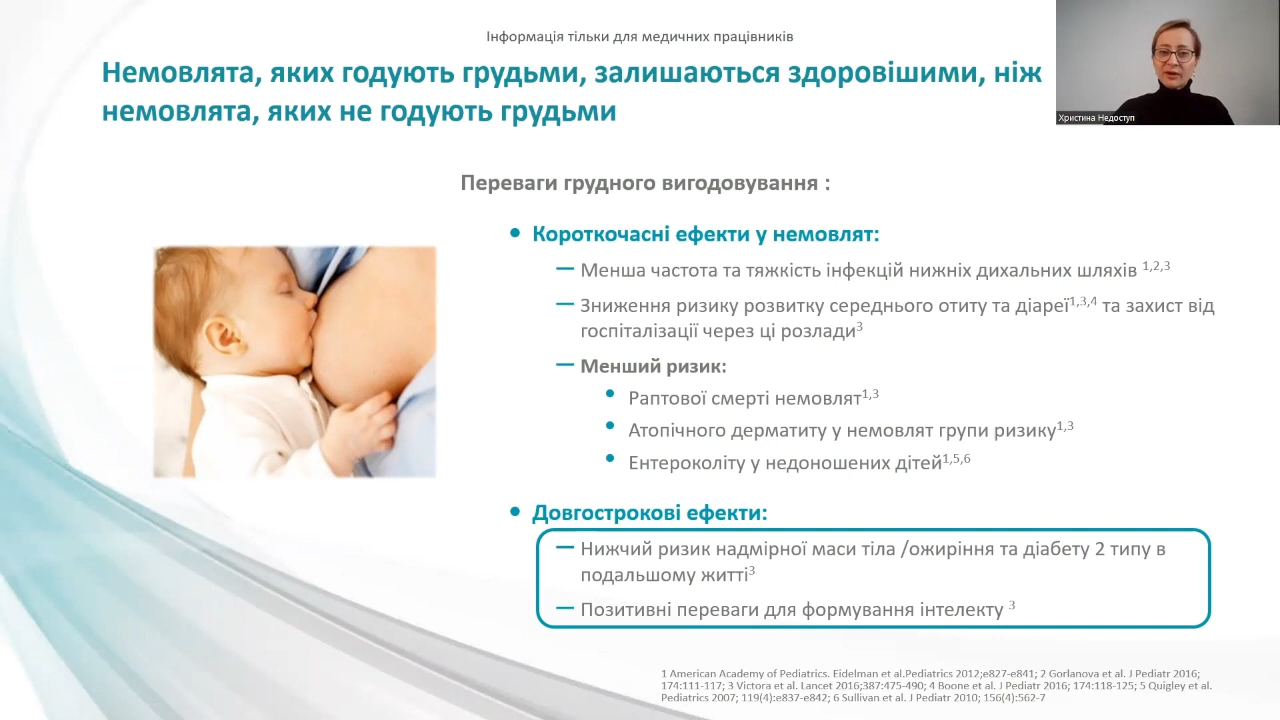 Інформація тільки для медичних працівників
Немовлята, яких годують грудьми, залишаються здоровішими, ніж
немовлята, яких не годують грудьми
Христина Недоступ
Переваги грудного вигодовування :
• Короткочасні ефекти у немовлят:
— Менша частота та тяжкість інфекцій нижніх дихальних шляхів 1,2,3
— Зниження ризику розвитку середнього отиту та діареї1,3,4 та захист від
госпіталізації через ці розлади3
— Менший ризик:
• Раптової смерті немовлят1,3
• Атопічного дерматиту у немовлят групи ризику1,3
• Ентероколіту у недоношених дітей1,5,6
• Довгострокові ефекти:
— Нижчий ризик надмірної маси тіла /ожиріння та діабету 2 типу в
подальшому житті3
— Позитивні переваги для формування інтелекту 3
1 American Academy of Pediatrics. Eidelman et al.Pediatrics 2012;e827-e841; 2 Gorlanova et al. J Pediatr 2016;
174:111-117; 3 Victora et al. Lancet 2016;387:475-490; 4 Boone et al. J Pediatr 2016; 174:118-125; 5 Quigley et al.
Pediatrics 2007; 119(4):e837-e842; 6 Sullivan et al. J Pediatr 2010; 156(4):562-7